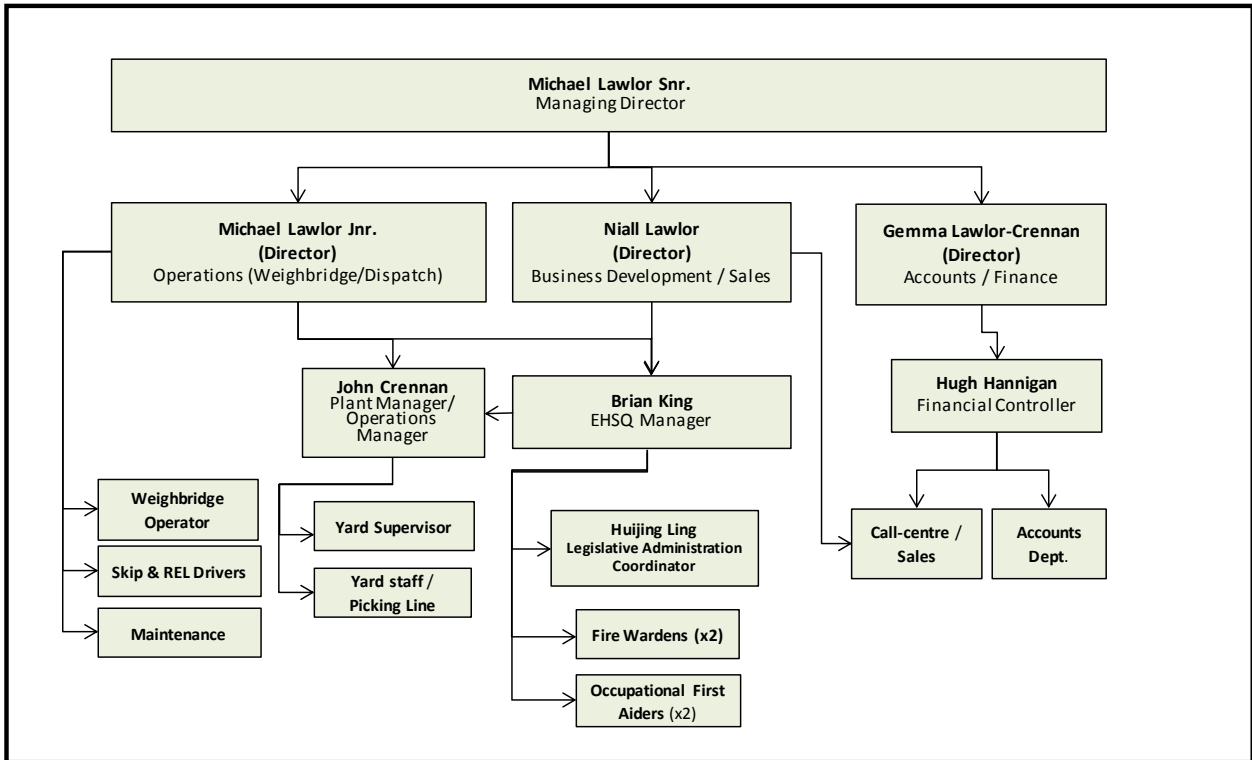 Michael Lawlor Snr.
Managing Director
Michael Lawlor Jnr.
(Director)
Operations (Weighbridge/Dispatch)
Niall Lawlor
(Director)
Business Development / Sales
Gemma Lawlor-Crennan
(Director)
Accounts / Finance
John Crennan
Plant Manager/
Operations
Manager
Brian King
EHSQ Manager
Hugh Hannigan
Financial Controller
Weighbridge
Operator
Skip & REL Drivers
Maintenance
Yard Supervisor
Yard staff /
Picking Line
Huijing Ling
Legislative Administration
Coordinator
Fire Wardens (x2)
Occupational First
Aiders (x2)
Call-centre /
Sales
Accounts
Dept.